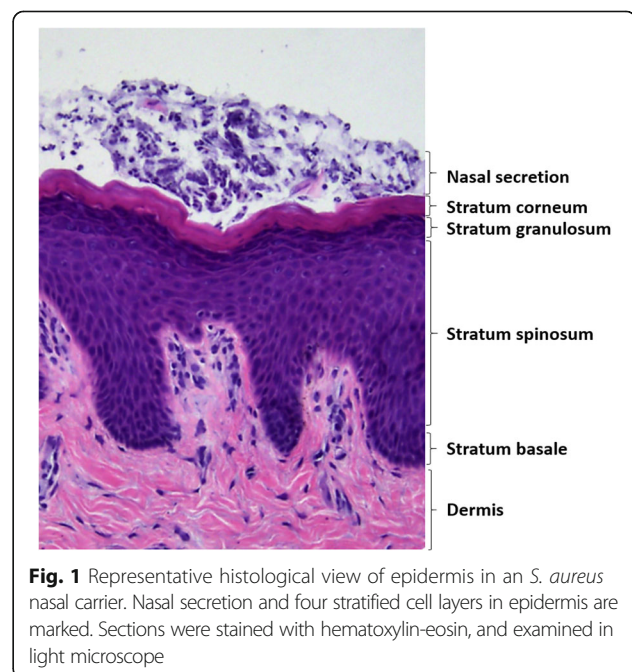 Nasal secretion
Stratum corneum
Stratum granulosum
Stratum spinosum
Stratum basale
Dermis
Fig. 1 Representative histological view of epidermis in an S. aureus
nasal carrier. Nasal secretion and four stratified cell layers in epidermis are
marked. Sections were stained with hematoxylin-eosin, and examined in
light microscope